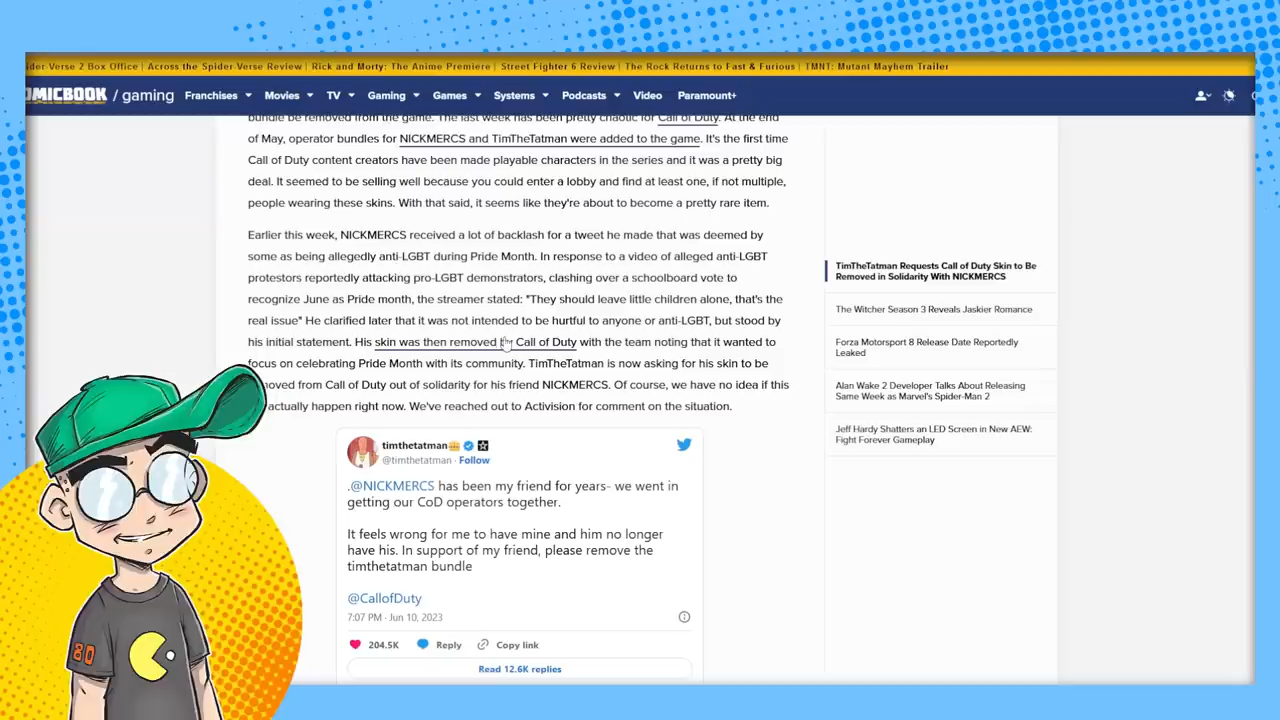 der-Verse 2 Box Office | Across the Spider-Verse Review | Rick and Morty: The Anime Premiere | Street Fighter 6 Review | The Rock Returns to Fast & Furious | TMNT: Mutant Mayhem Trailer
OMICBOOK / gaming Franchises Movies TV Gaming Games Systems Podcasts Video Paramount+
bundle be removed from the game. The last week has been pretty chaotic for Call of Duty. At the end
of May, operator bundles for NICKMERCS and TimTheTatman were added to the game. It's the first time
Call of Duty content creators have been made playable characters in the series and it was a pretty big
deal. It seemed to be selling well because you could enter a lobby and find at least one, if not multiple,
people wearing these skins. With that said, it seems like they're about to become a pretty rare item.
Earlier this week, NICKMERCS received a lot of backlash for a tweet he made that was deemed by
some as being allegedly anti-LGBT during Pride Month. In response to a video of alleged anti-LGBT
protestors reportedly attacking pro-LGBT demonstrators, clashing over a schoolboard vote to
recognize June as Pride month, the streamer stated: "They should leave little children alone, that's the
real issue" He clarified later that it was not intended to be hurtful to anyone or anti-LGBT, but stood by
his initial statement. His skin was then removed Call of Duty with the team noting that it wanted to
focus on celebrating Pride Month with its community. TimTheTatman is now asking for his skin to be
moved from Call of Duty out of solidarity for his friend NICKMERCS. Of course, we have no idea if this
actually happen right now. We've reached out to Activision for comment on the situation.
timthetatman
@timthetatman · Follow
.@NICKMERCS has been my friend for years- we went in
getting our CoD operators together.
It feels wrong for me to have mine and him no longer
have his. In support of my friend, please remove the
timthetatman bundle
@CallofDuty
7:07 PM · Jun 10, 2023
204.5K Reply Copy link
Read 12.6K replies
TimTheTatman Requests Call of Duty Skin to be
Removed in Solidarity With NICKMERCS
The Witcher Season 3 Reveals Jaskier Romance
Forza Motorsport 8 Release Date Reportedly
Leaked
Alan Wake 2 Developer Talks About Releasing
Same Week as Marvel's Spider-Man 2
Jeff Hardy Shatters an LED Screen in New AEW:
Fight Forever Gameplay
80